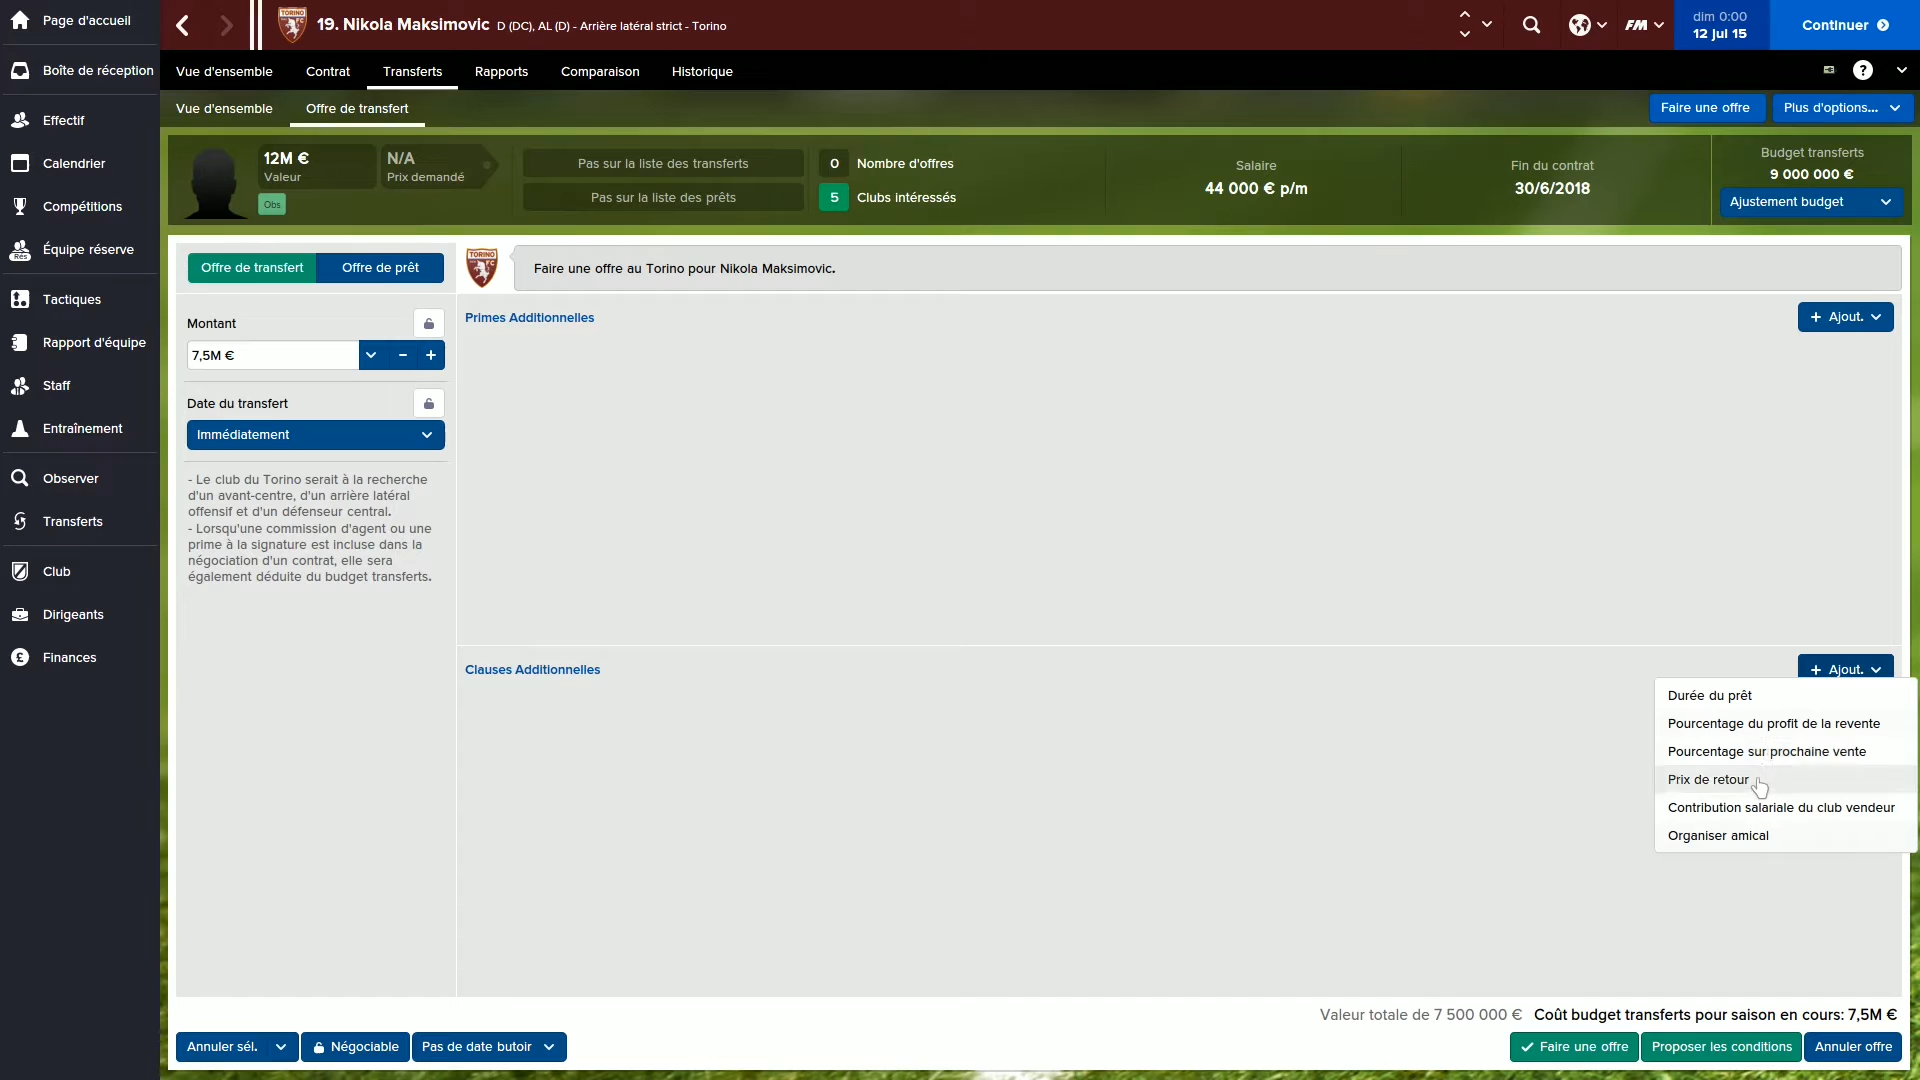 Page d'accueil
19. Nikola Maksimovic D (DC), AL (D) - Arrière latéral strict - Torino
FM
dim 0:00
12 jul 15
Continuer
Boîte de réception
Vue d'ensemble Contrat Transferts Rapports Comparaison Historique
?
Vue d'ensemble Offre de transfert
Faire une offre Plus d'options...
Effectif
Calendrier
Compétitions
Équipe réserve
Rés
Tactiques
Rapport d'équipe
Staff
Entraînement
Observer
Transferts
Club
Dirigeants
£ Finances
12M €
Valeur
N/A
Prix demandé
Obs
Pas sur la liste des transferts
Pas sur la liste des prêts
0 Nombre d'offres
5 Clubs intéressés
Salaire
44 000 € p/m
Fin du contrat
30/6/2018
Budget transferts
9 000 000 €
Ajustement budget
Offre de transfert Offre de prêt
TORINO
FC
Faire une offre au Torino pour Nikola Maksimovic.
Montant
7,5M €
- +
Date du transfert
Immédiatement
- Le club du Torino serait à la recherche
d'un avant-centre, d'un arrière latéral
offensif et d'un défenseur central.
- Lorsqu'une commission d'agent ou une
prime à la signature est incluse dans la
négociation d'un contrat, elle sera
également déduite du budget transferts.
Primes Additionnelles
+ Ajout.
Clauses Additionnelles
+ Ajout.
Durée du prêt
Pourcentage du profit de la revente
Pourcentage sur prochaine vente
Prix de retour
Contribution salariale du club vendeur
Organiser amical
Valeur totale de 7 500 000 € Coût budget transferts pour saison en cours: 7,5M €
Annuler sél. Négociable Pas de date butoir
Faire une offre Proposer les conditions Annuler offre